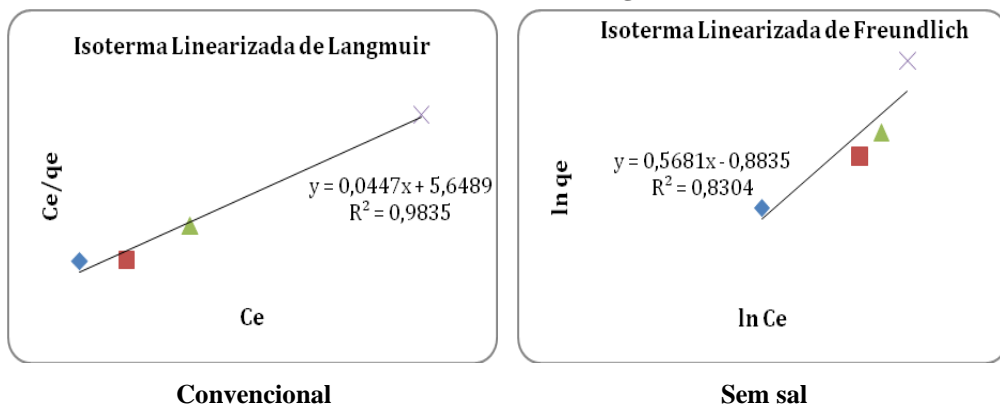 Isoterma Linearizada de Langmuir
Ce/qe
y = 0,0447x + 5,6489
R² = 0,9835
Ce
Convencional
Isoterma Linearizada de Freundlich
ln qe
y = 0,5681x - 0,8835
R² = 0,8304
ln Ce
Sem sal